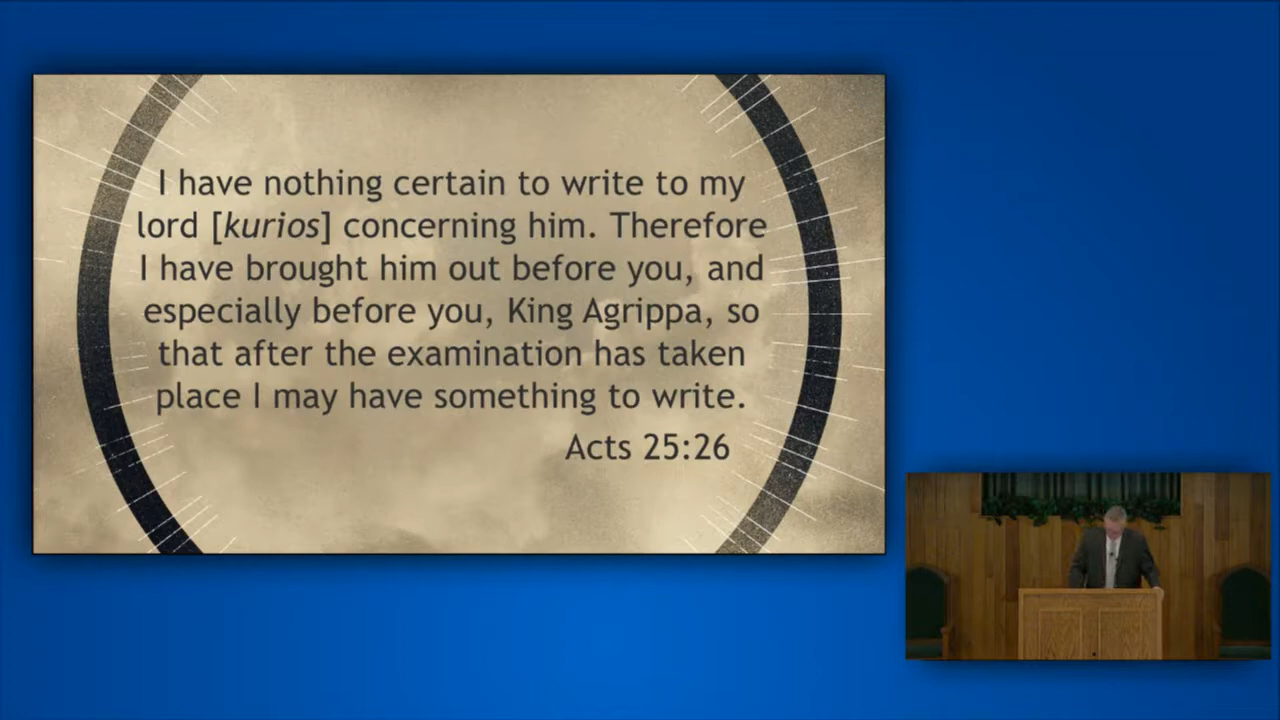 I have nothing certain to write to my
lord [kurios] concerning him. Therefore
I have brought him out before you, and
especially before you, King Agrippa, so
that after the examination has taken
place I may have something to write.
Acts 25:26